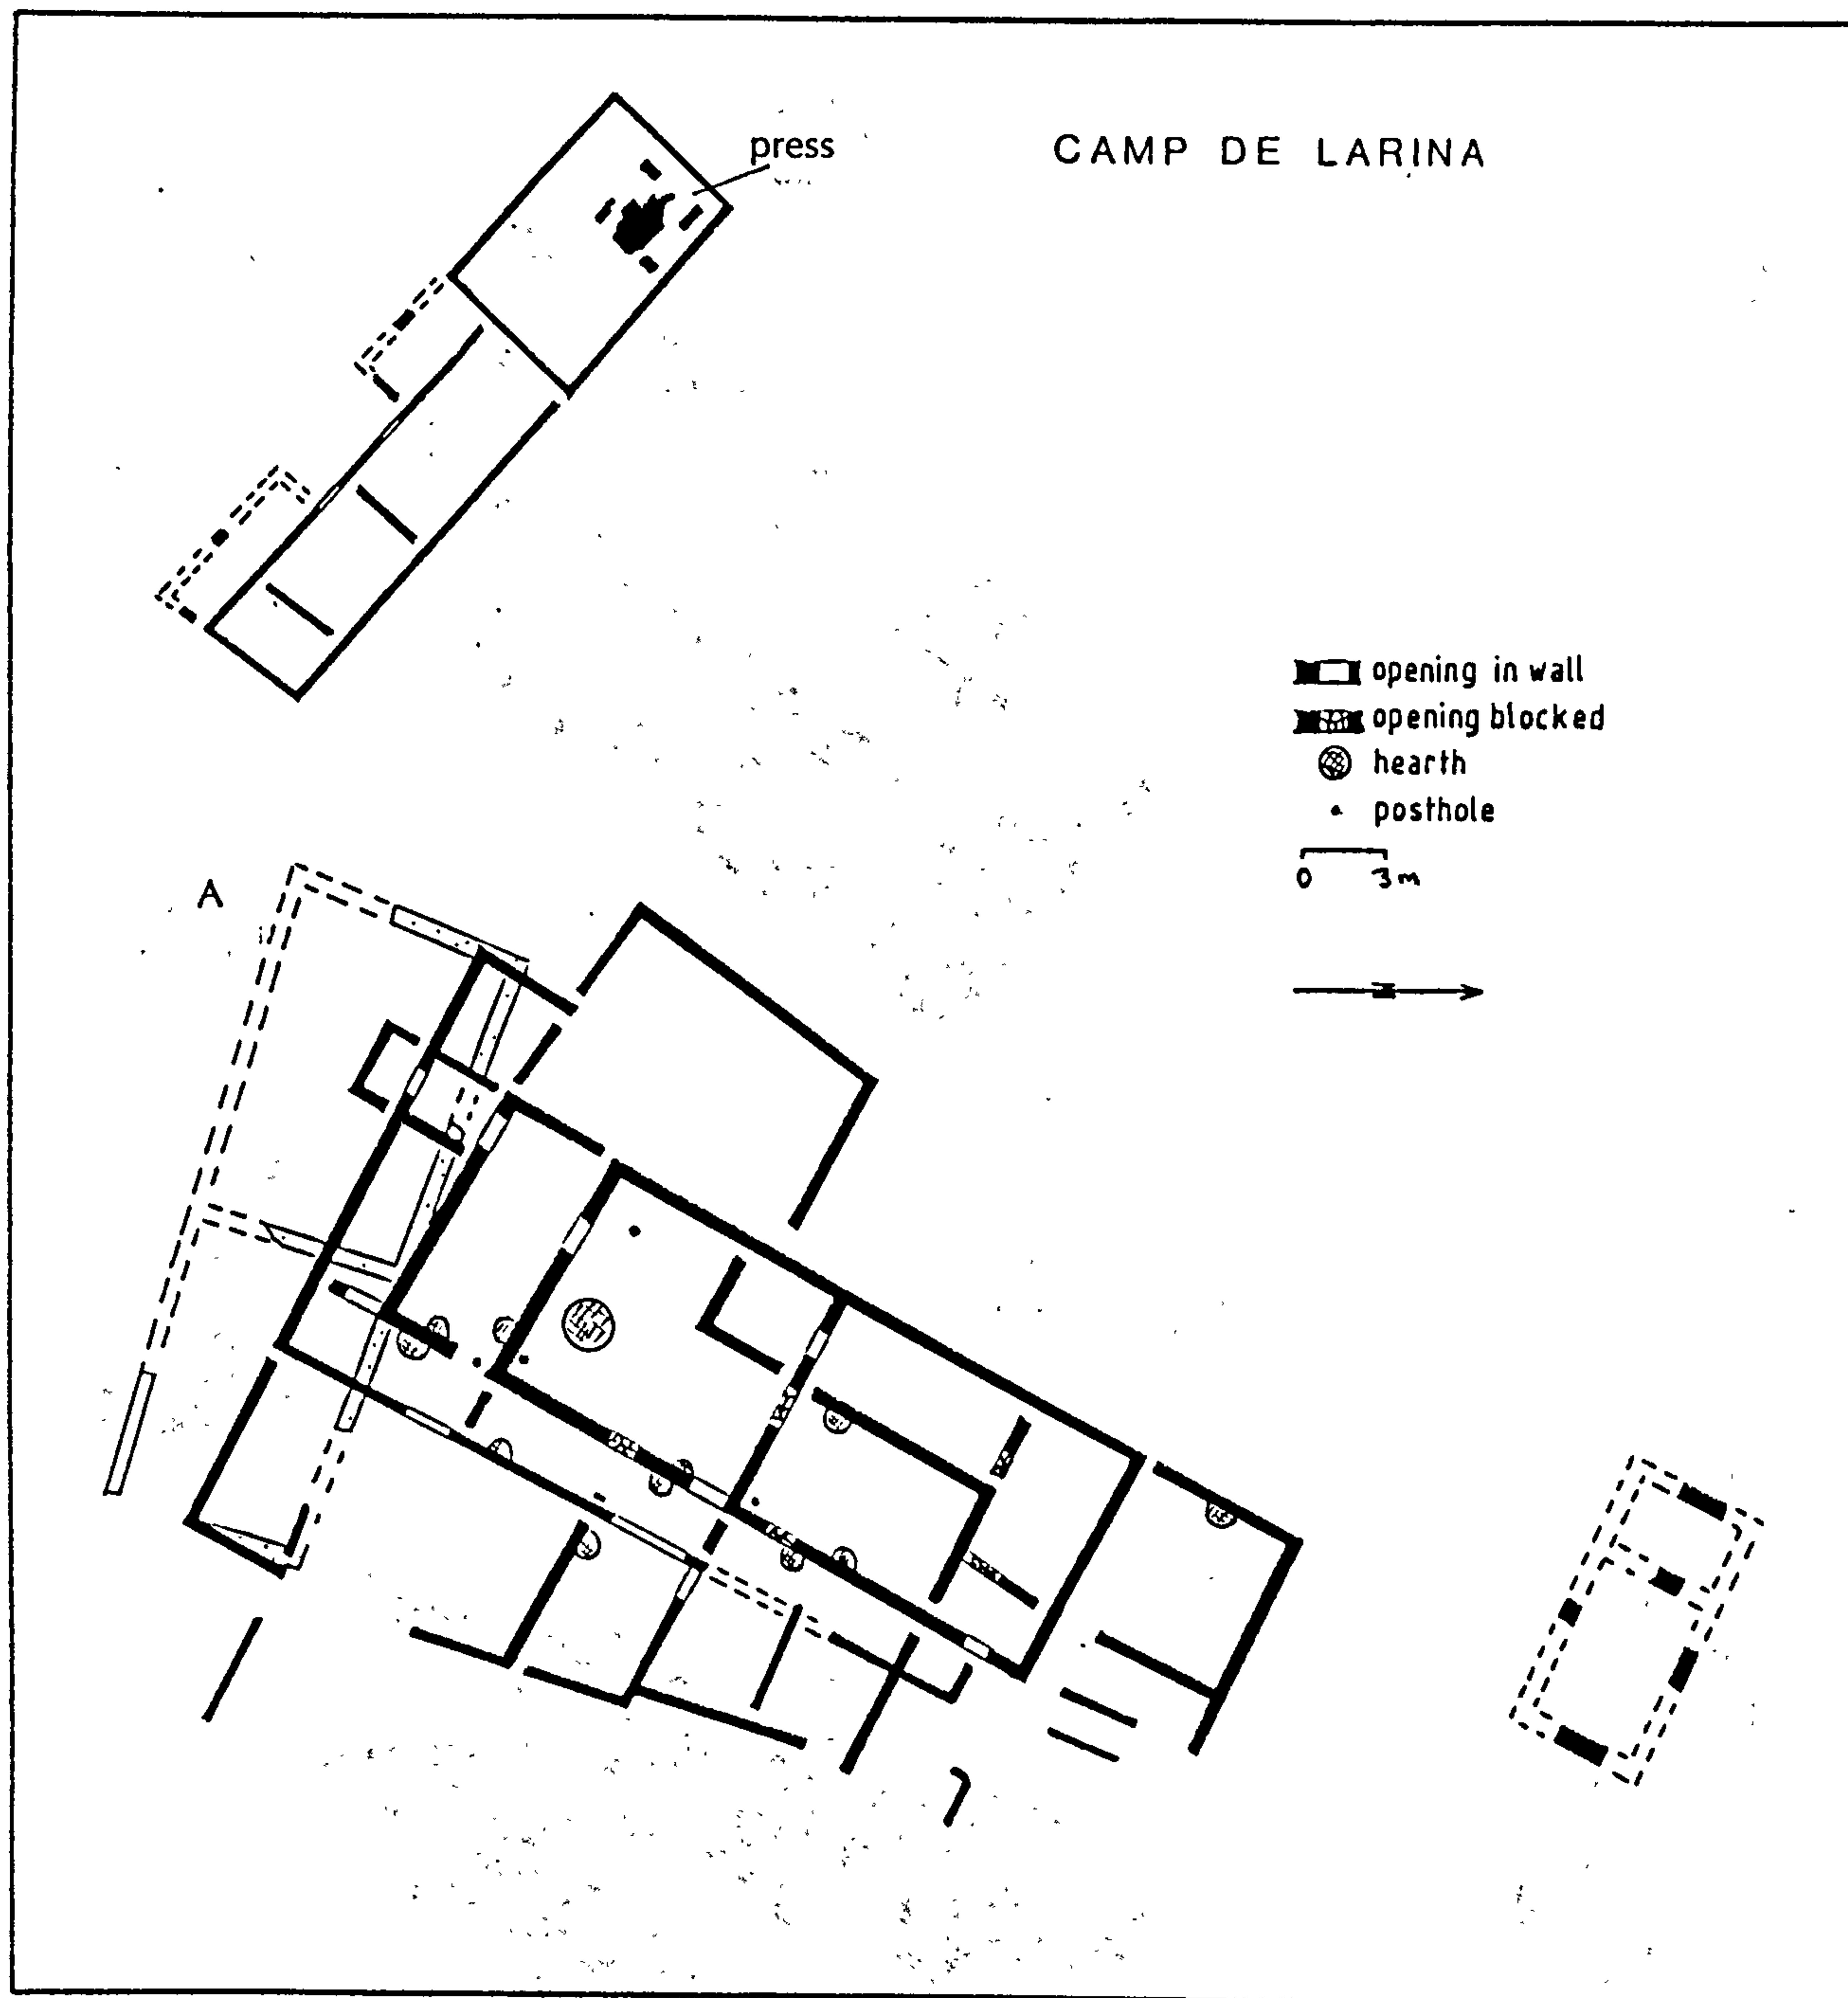 press
CAMP DE LARINA
opening in wall
opening blocked
hearth
posthole
0 3m
A